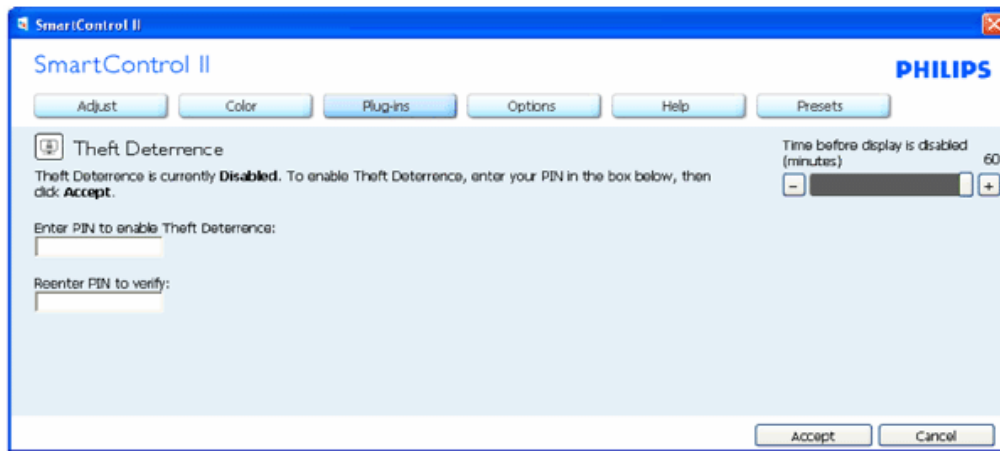 SmartControl II
SmartControl II
PHILIPS
Adjust Color Plug-ins Options Help Presets
Theft Deterrence
Theft Deterrence is currently Disabled. To enable Theft Deterrence, enter your PIN in the box below, then
click Accept.
Time before display is disabled
(minutes) 60
- +
Enter PIN to enable Theft Deterrence:
Reenter PIN to verify:
Accept Cancel